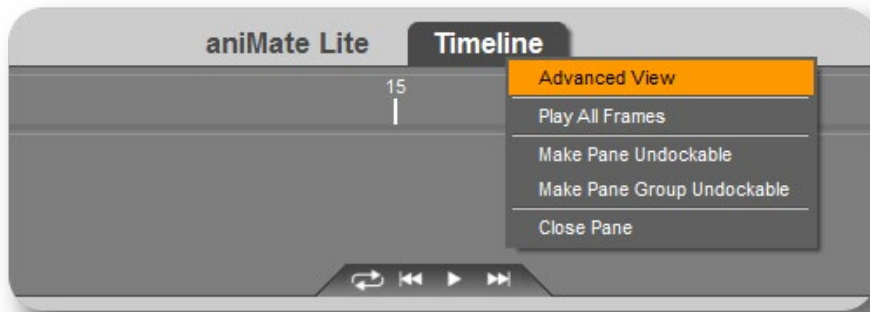 aniMate Lite Timeline
Advanced View
15
Play All Frames
Make Pane Undockable
Make Pane Group Undockable
Close Pane